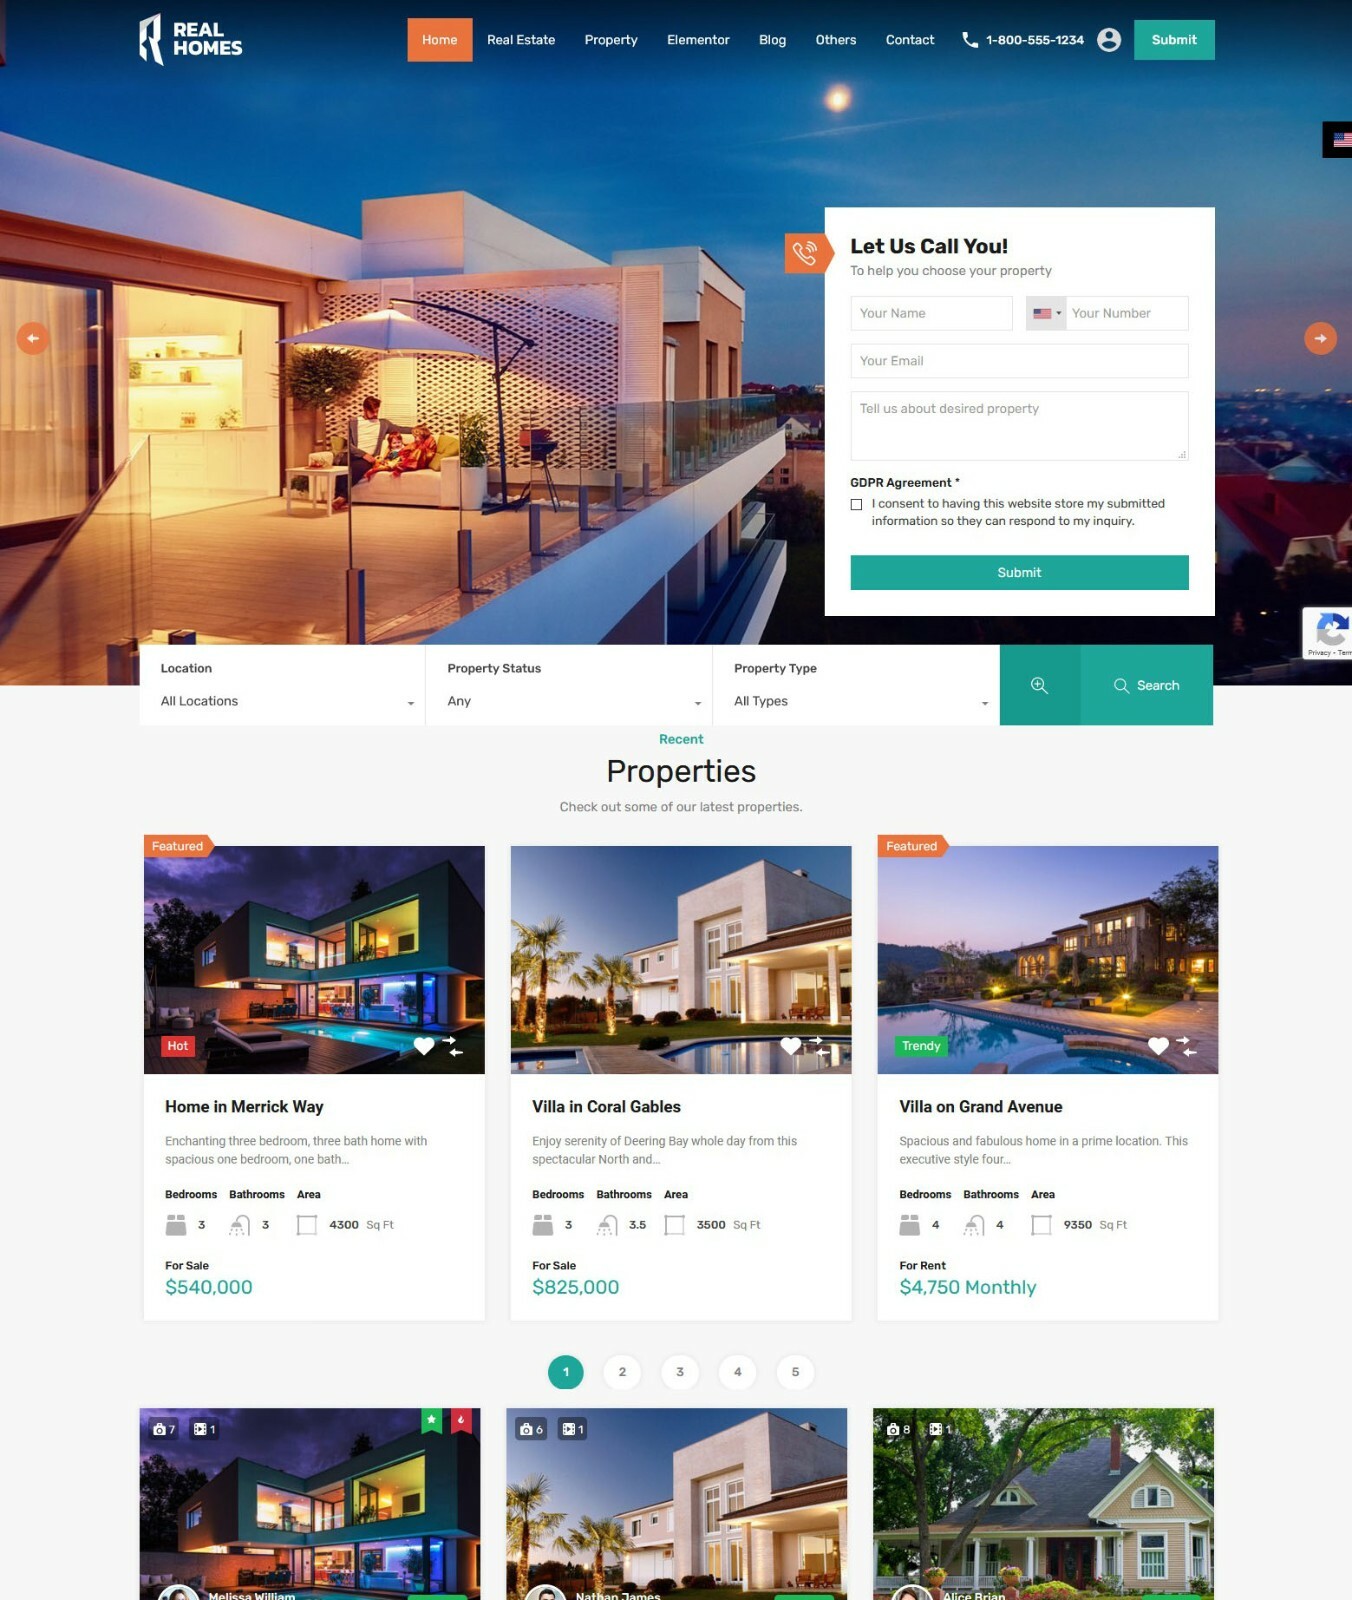 REAL
HOMES
Home Real Estate Property Elementor Blog Others Contact 1-800-555-1234 Submit
Let Us Call You!
To help you choose your property
Your Name Your Number
Your Email
Tell us about desired property
GDPR Agreement *
I consent to having this website store my submitted
information so they can respond to my inquiry.
Submit
Privacy - Term
Location Property Status Property Type
All Locations Any All Types Search
Recent
Properties
Check out some of our latest properties.
Featured
Hot
Home in Merrick Way
Enchanting three bedroom, three bath home with
spacious one bedroom, one bath...
Bedrooms Bathrooms Area
3 3 4300 Sq Ft
For Sale
$540,000
Villa in Coral Gables
Enjoy serenity of Deering Bay whole day from this
spectacular North and...
Bedrooms Bathrooms Area
3 3.5 3500 Sq Ft
For Sale
$825,000
Featured
Trendy
Villa on Grand Avenue
Spacious and fabulous home in a prime location. This
executive style four...
Bedrooms Bathrooms Area
4 4 9350 Sq Ft
For Rent
$4,750 Monthly
1 2 3 4 5
7 1
Melissa William
6 1
Nathan James
8 1
Alice Brian